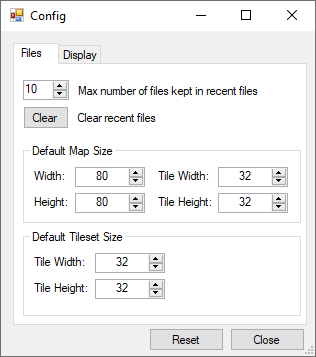 Config
Files Display
10 Max number of files kept in recent files
Clear Clear recent files
Default Map Size
Width: 80 Tile Width: 32
Height: 80 Tile Height: 32
Default Tileset Size
Tile Width: 32
Tile Height: 32
Reset Close